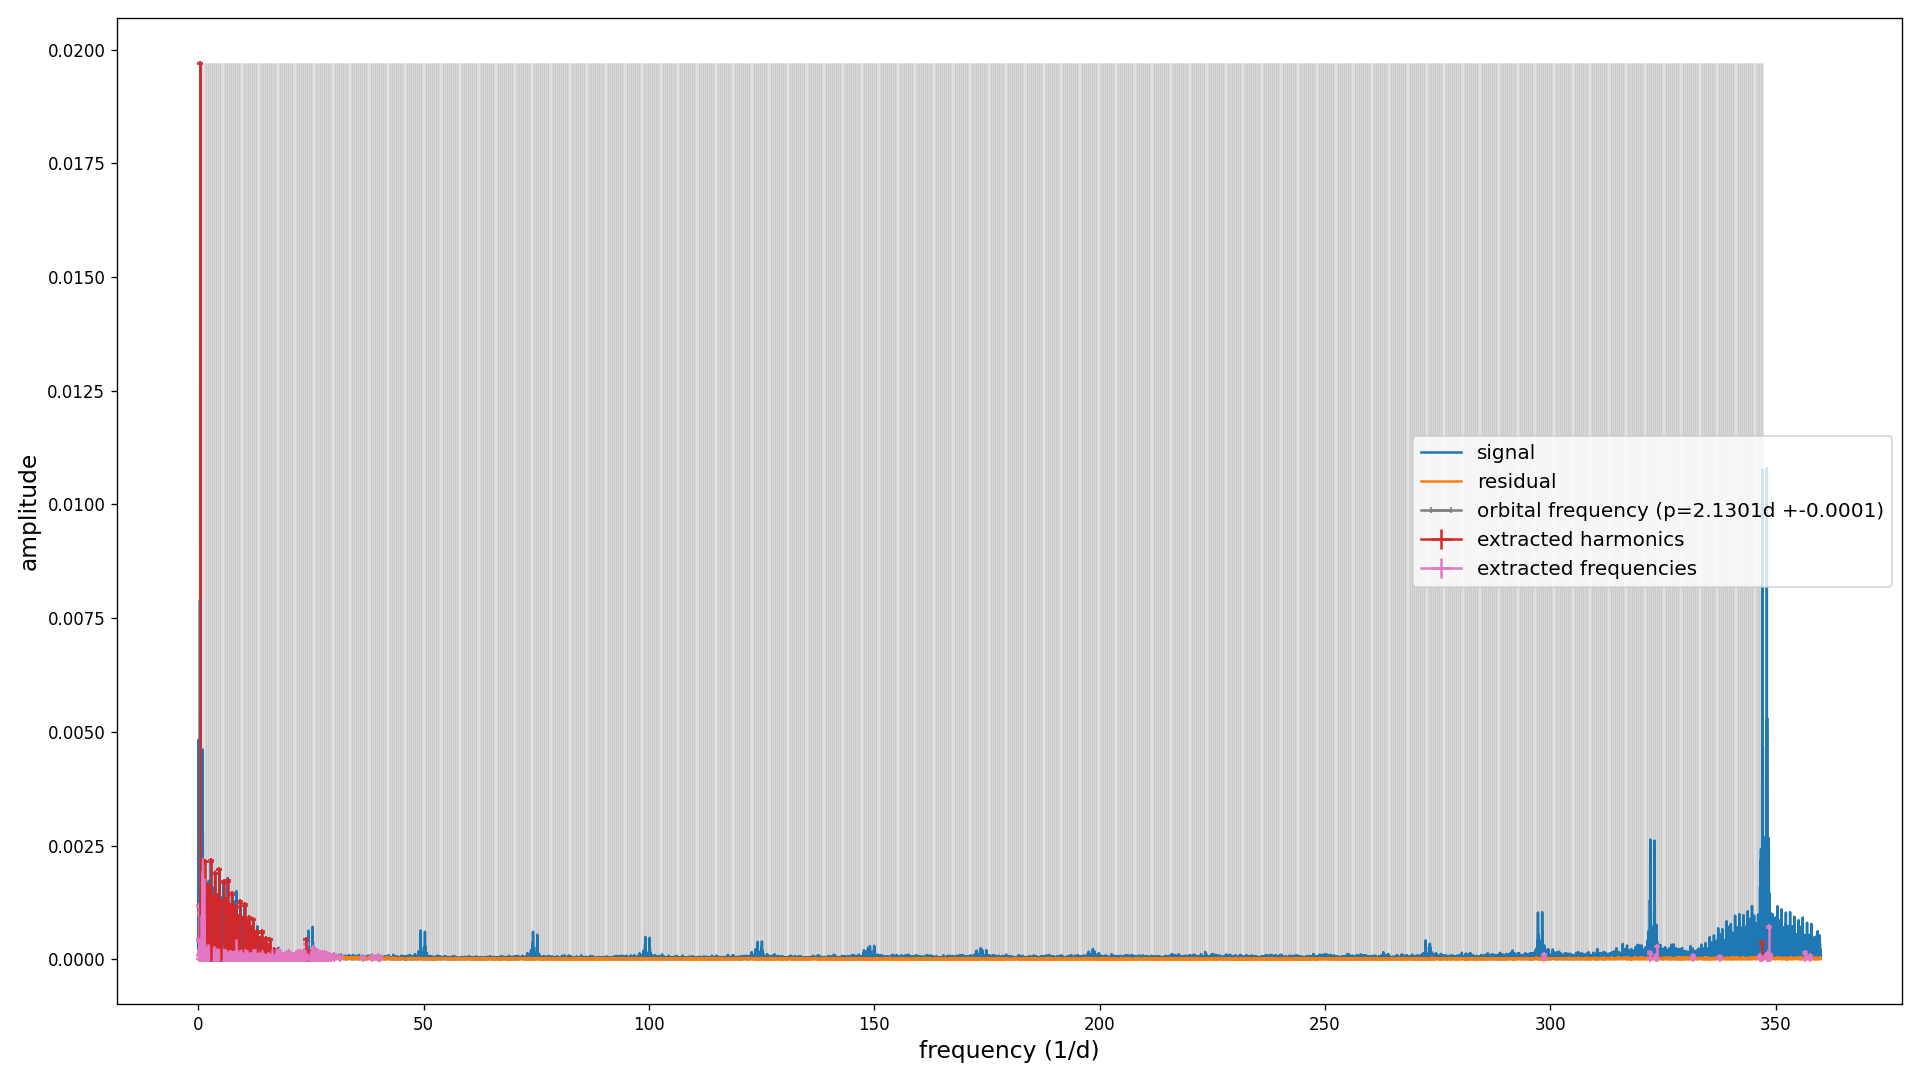 0.0200
0.0175
0.0150
0.0125
0.0100
0.0075
0.0050
0.0025
0.0000
amplitude
signal
residual
orbital frequency (p=2.1301d +-0.0001)
extracted harmonics
extracted frequencies
0 50 100 150 200 250 300 350
frequency (1/d)